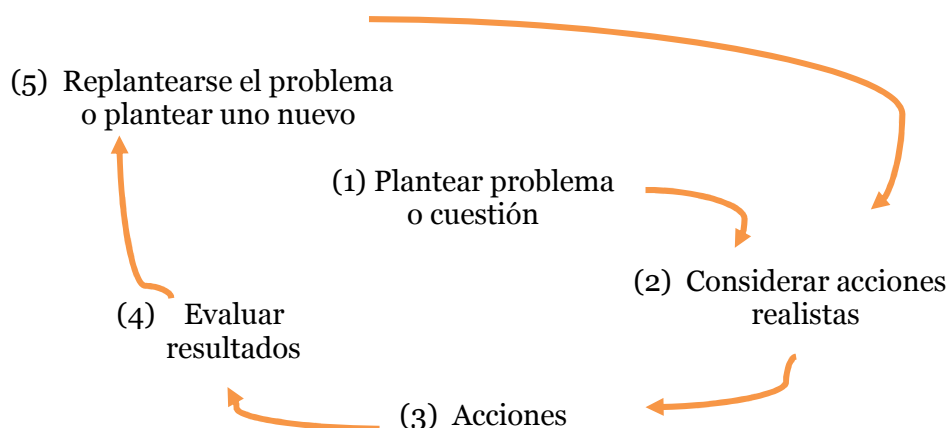 (5) Replantearse el problema
o plantear uno nuevo
(1) Plantear problema
o cuestión
(2) Considerar acciones
realistas
(4) Evaluar
resultados
(3) Acciones